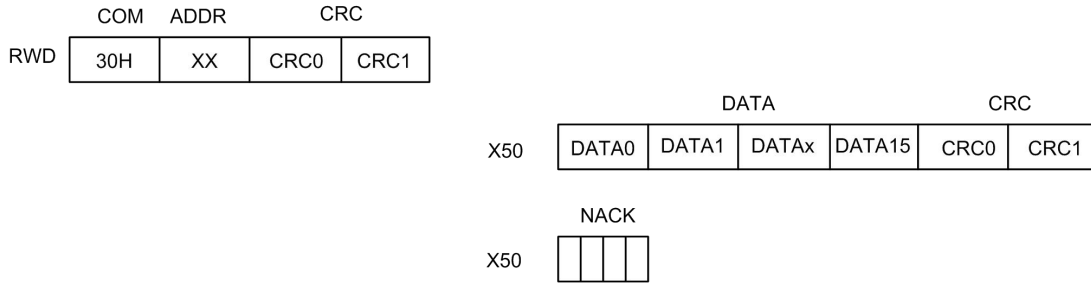 COM ADDR CRC
RWD 30H XX CRC0 CRC1
DATA CRC
X50 DATA0 DATA1 DATAx DATA15 CRC0 CRC1
NACK
X50